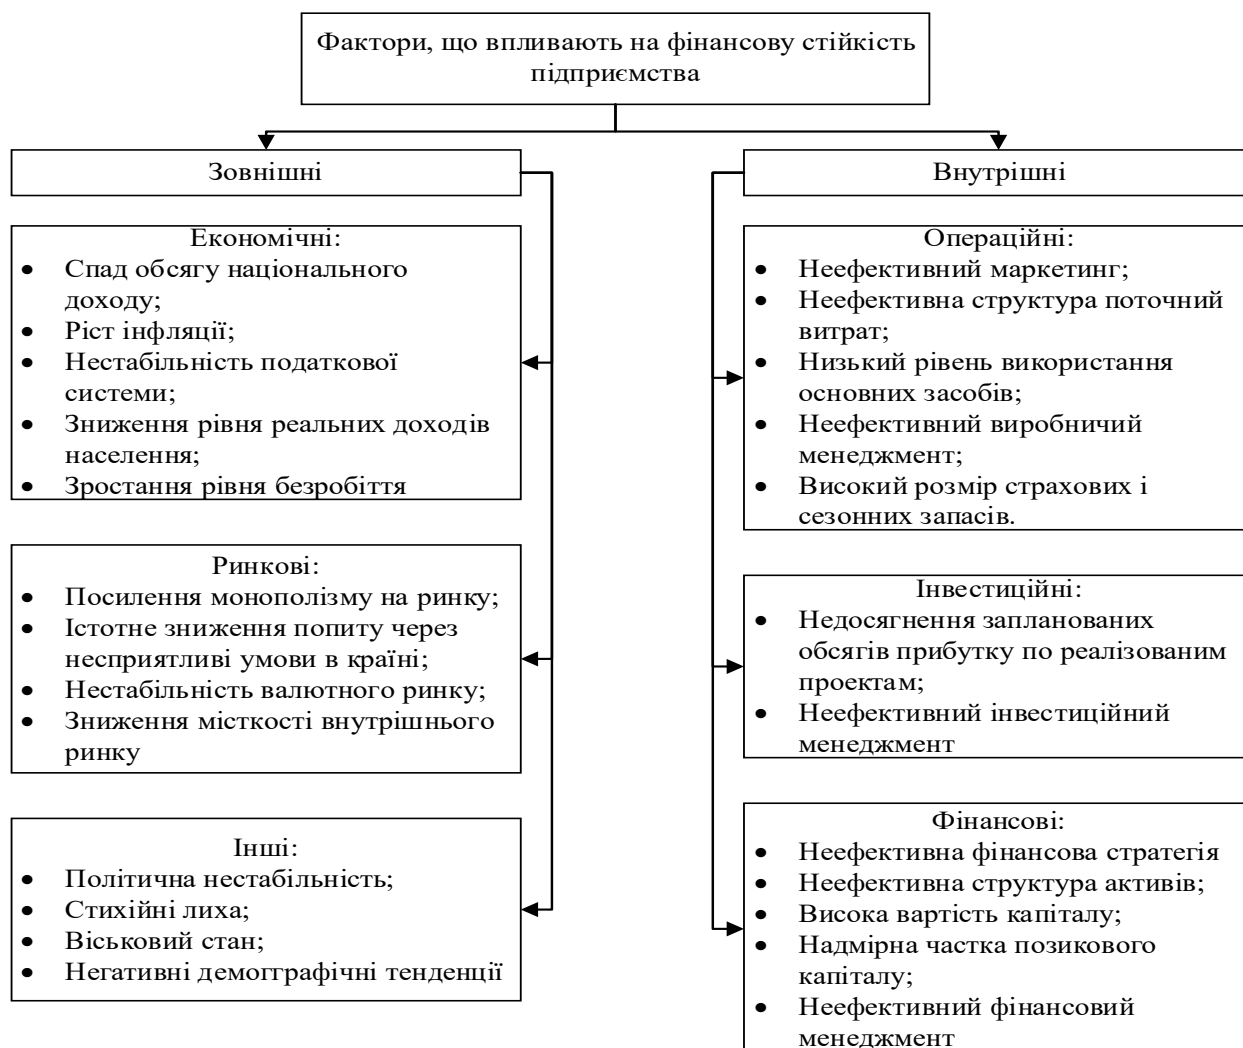 Фактори, що впливають на фінансову стійкість
підприємства
Зовнішні
Економічні:
• Спад обсягу національного
доходу;
• Ріст інфляції;
• Нестабільність податкової
системи;
• Зниження рівня реальних доходів
населення;
• Зростання рівня безробіття
Ринкові:
• Посилення монополізму на ринку;
• Істотне зниження попиту через
несприятливі умови в країні;
• Нестабільність валютного ринку;
• Зниження місткості внутрішнього
ринку
Інші:
• Політична нестабільність;
• Стихійні лиха;
• Віськовий стан;
• Негативні демогграфічні тенденції
Внутрішні
Операційні:
• Неефективний маркетинг;
• Неефективна структура поточний
витрат;
• Низький рівень використання
основних засобів;
• Неефективний виробничий
менеджмент;
• Високий розмір страхових і
сезонних запасів.
Інвестиційні:
• Недосягнення запланованих
обсягів прибутку по реалізованим
проектам;
• Неефективний інвестиційний
менеджмент
Фінансові:
• Неефективна фінансова стратегія
• Неефективна структура активів;
• Висока вартість капіталу;
• Надмірна частка позикового
капіталу;
• Неефективний фінансовий
менеджмент